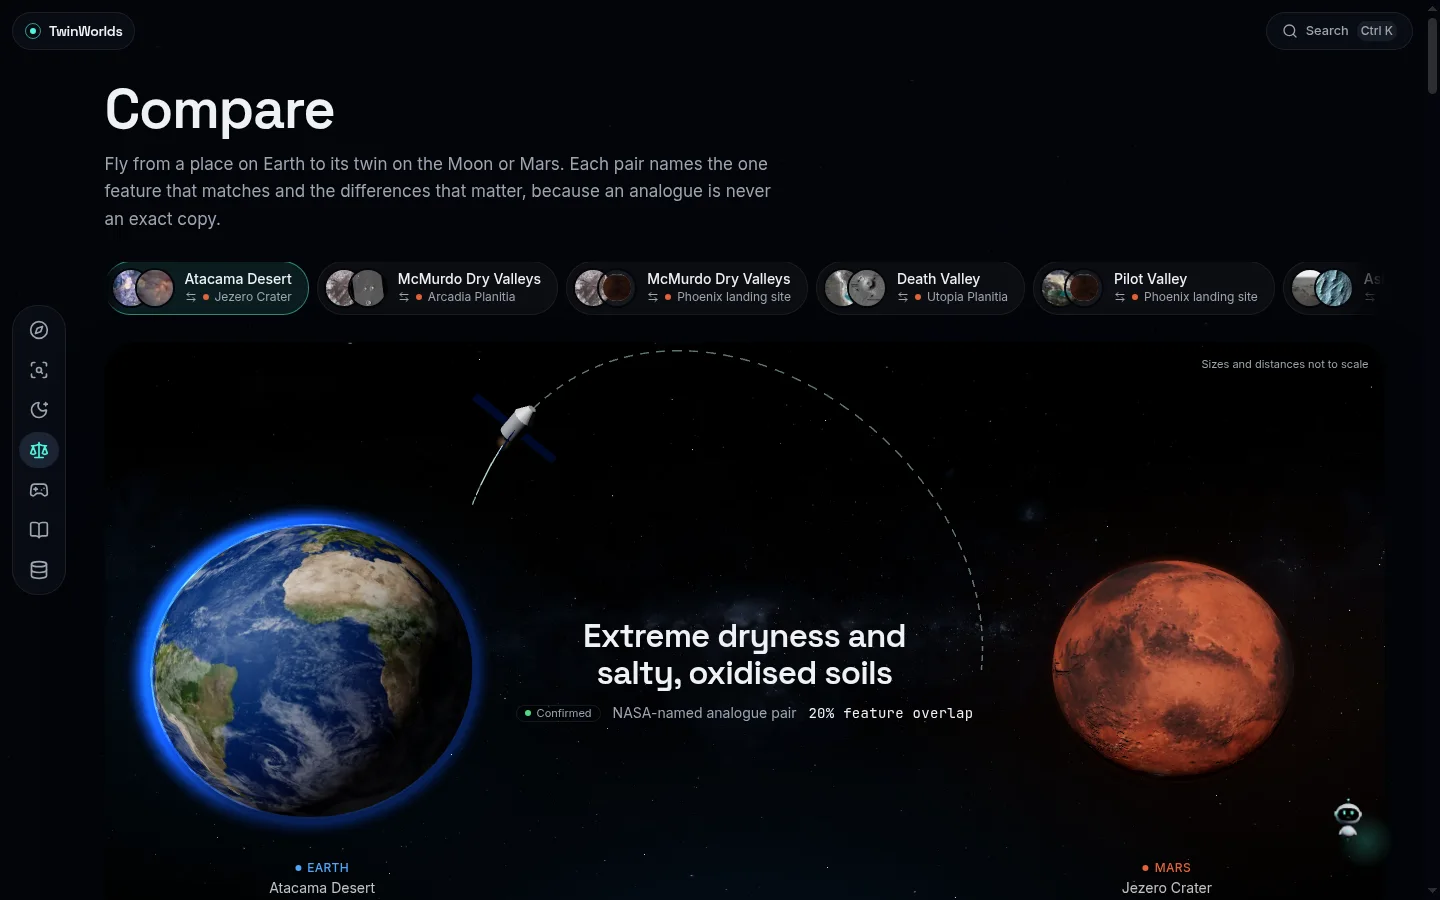 TwinWorlds
Search Ctrl K
Compare
Fly from a place on Earth to its twin on the Moon or Mars. Each pair names the one
feature that matches and the differences that matter, because an analogue is never
an exact copy.
Atacama Desert
Jezero Crater
McMurdo Dry Valleys
Arcadia Planitia
McMurdo Dry Valleys
Phoenix landing site
Death Valley
Utopia Planitia
Pilot Valley
Phoenix landing site
Sizes and distances not to scale
Extreme dryness and
salty, oxidised soils
Confirmed NASA-named analogue pair 20% feature overlap
EARTH
Atacama Desert
MARS
Jezero Crater